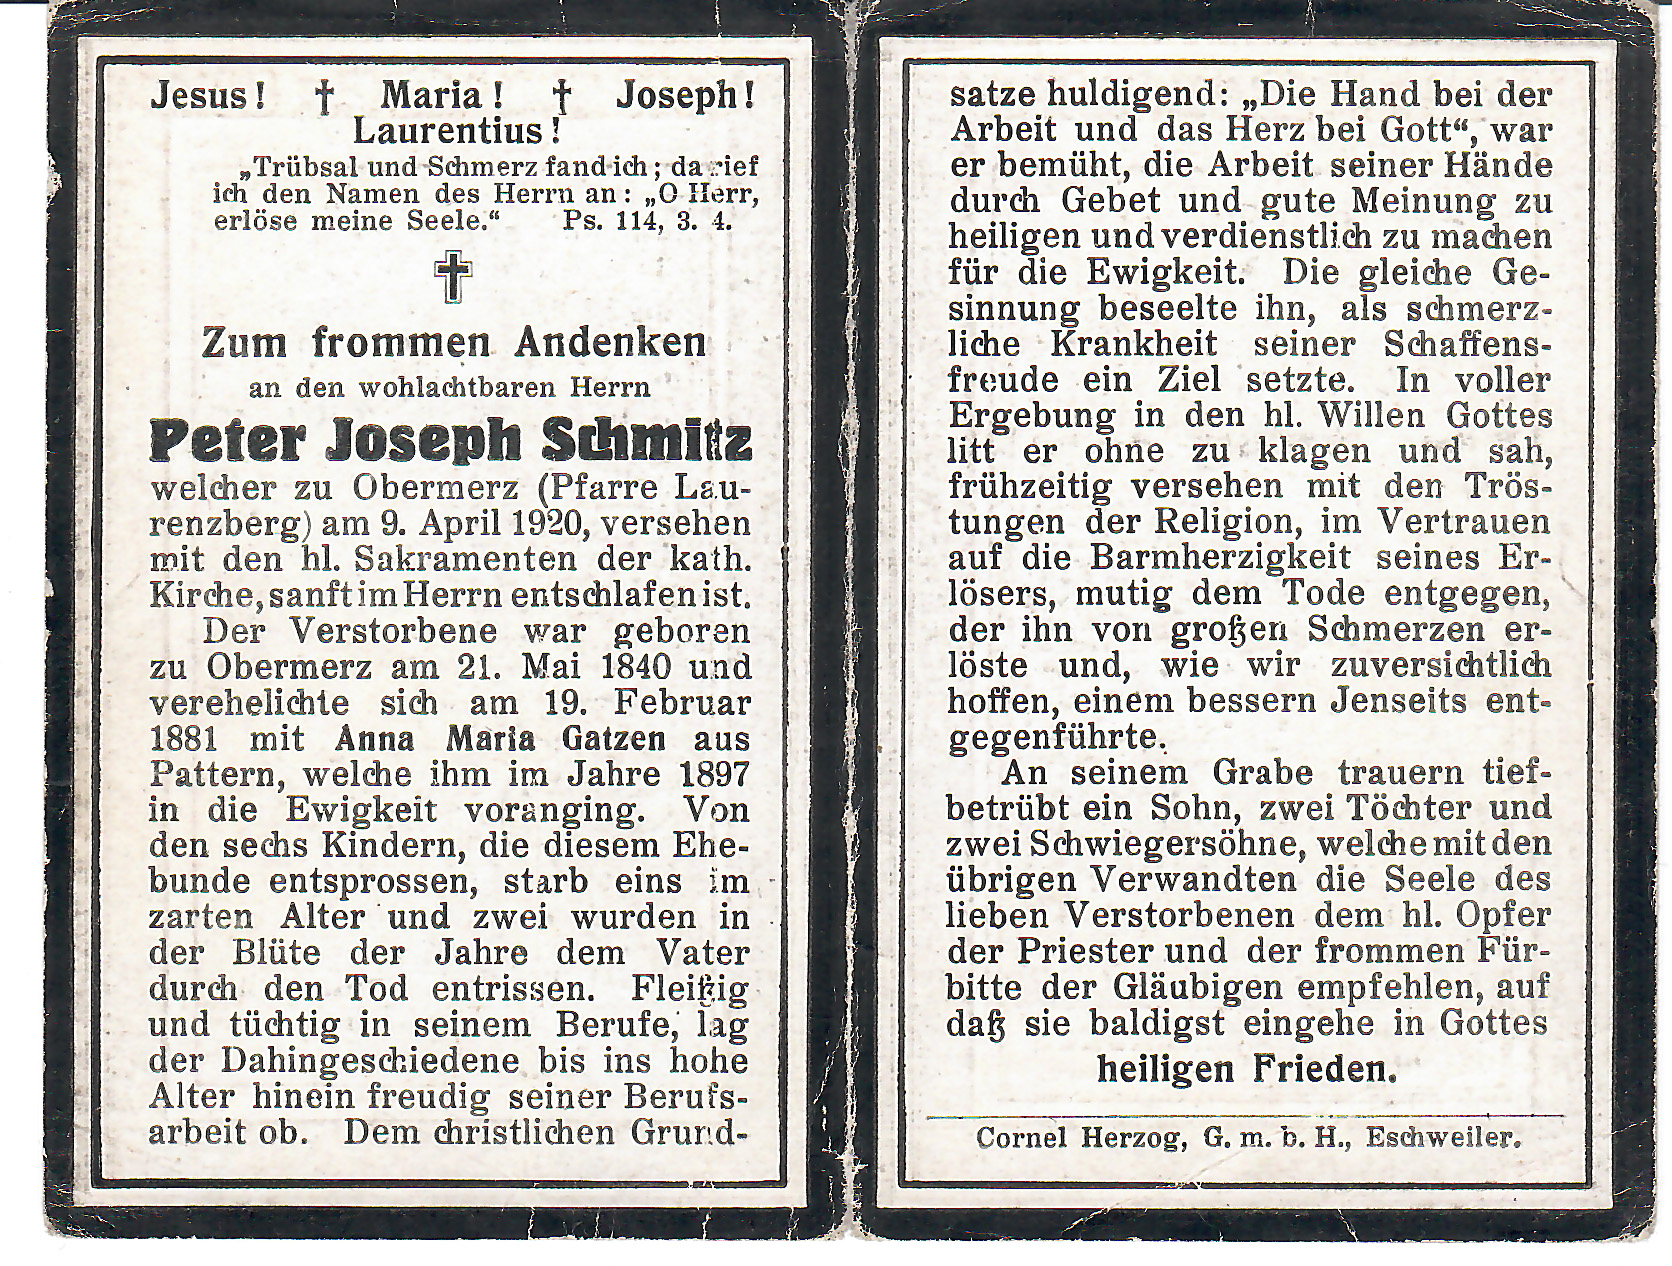 Jesus! † Maria! † Joseph!
Laurentius!
„Trübsal und Schmerz fand ich; da rief
ich den Namen des Herrn an: „O Herr,
erlöse meine Seele.“ Ps. 114, 3. 4.
Zum frommen Andenken
an den wohlachtbaren Herrn
Peter Joseph Schmitz
welcher zu Obermerz (Pfarre Lau-
renzberg) am 9. April 1920, versehen
mit den hl. Sakramenten der kath.
Kirche, sanft im Herrn entschlafen ist.
Der Verstorbene war geboren
zu Obermerz am 21. Mai 1840 und
verehelichte sich am 19. Februar
1881 mit Anna Maria Gatzen aus
Pattern, welche ihm im Jahre 1897
in die Ewigkeit voranging. Von
den sechs Kindern, die diesem Ehe-
bunde entsprossen, starb eins im
zarten Alter und zwei wurden in
der Blüte der Jahre dem Vater
durch den Tod entrissen. Fleißig
und tüchtig in seinem Berufe, lag
der Dahingeschiedene bis ins hohe
Alter hinein freudig seiner Berufs-
arbeit ob. Dem christlichen Grund-
satze huldigend: „Die Hand bei der
Arbeit und das Herz bei Gott“, war
er bemüht, die Arbeit seiner Hände
durch Gebet und gute Meinung zu
heiligen und verdienstlich zu machen
für die Ewigkeit. Die gleiche Ge-
sinnung beseelte ihn, als schmerz-
liche Krankheit seiner Schaffens-
freude ein Ziel setzte. In voller
Ergebung in den hl. Willen Gottes
litt er ohne zu klagen und sah,
frühzeitig versehen mit den Trös-
tungen der Religion, im Vertrauen
auf die Barmherzigkeit seines Er-
lösers, mutig dem Tode entgegen,
der ihn von großen Schmerzen er-
löste und, wie wir zuversichtlich
hoffen, einem bessern Jenseits ent-
gegenführte.
An seinem Grabe trauern tief-
betrübt ein Sohn, zwei Töchter und
zwei Schwiegersöhne, welche mit den
übrigen Verwandten die Seele des
lieben Verstorbenen dem hl. Opfer
der Priester und der frommen Für-
bitte der Gläubigen empfehlen, auf
daß sie baldigst eingehe in Gottes
heiligen Frieden.
Cornel Herzog, G. m. b. H., Eschweiler.